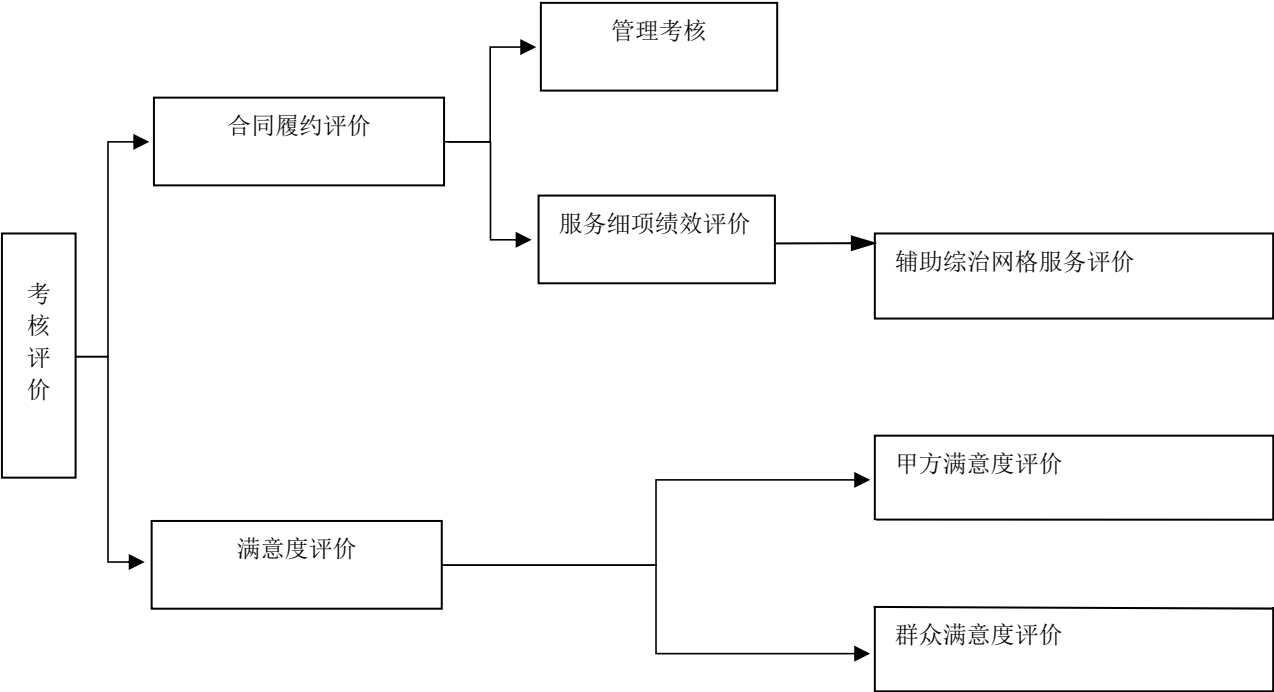 管理考核
合同履约评价
服务细项绩效评价
辅助综治网格服务评价
考
核
评
价
甲方满意度评价
满意度评价
群众满意度评价